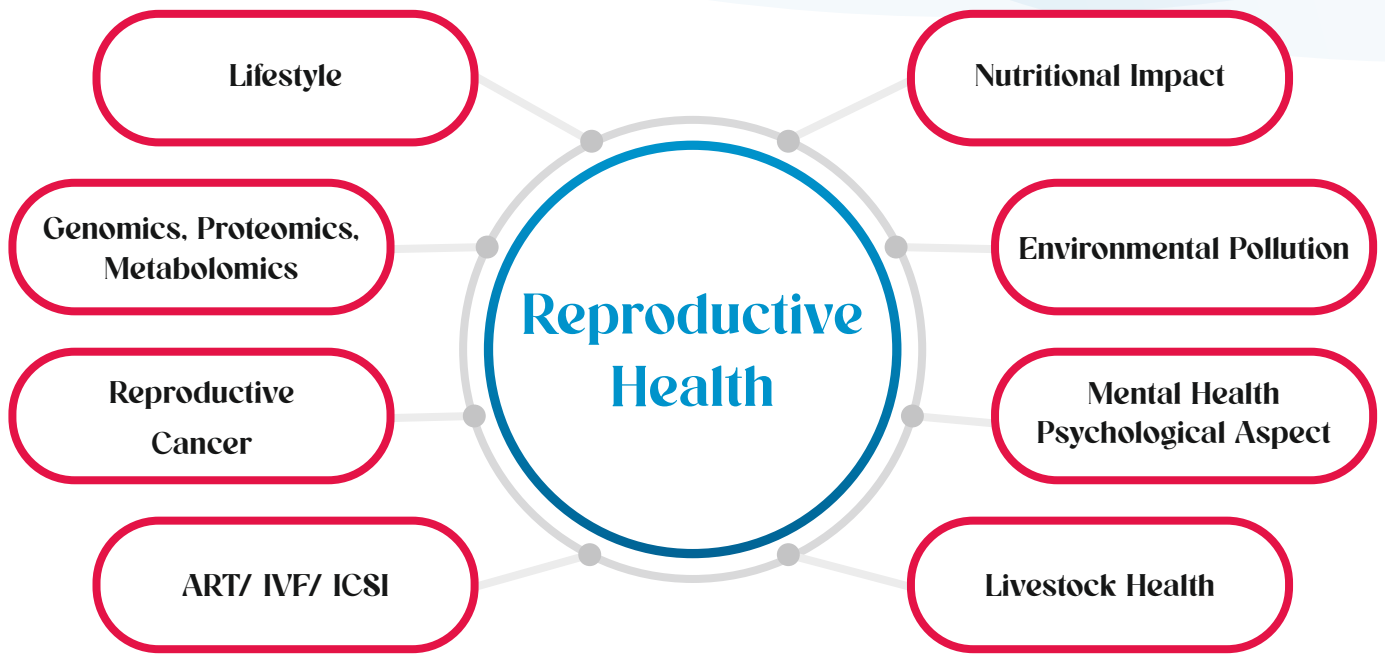 Lifestyle
Nutritional Impact
Genomics, Proteomics,
Metabolomics
Environmental Pollution
Reproductive
Health
Reproductive
Cancer
Mental Health
Psychological Aspect
ART/ IVF/ ICSI
Livestock Health